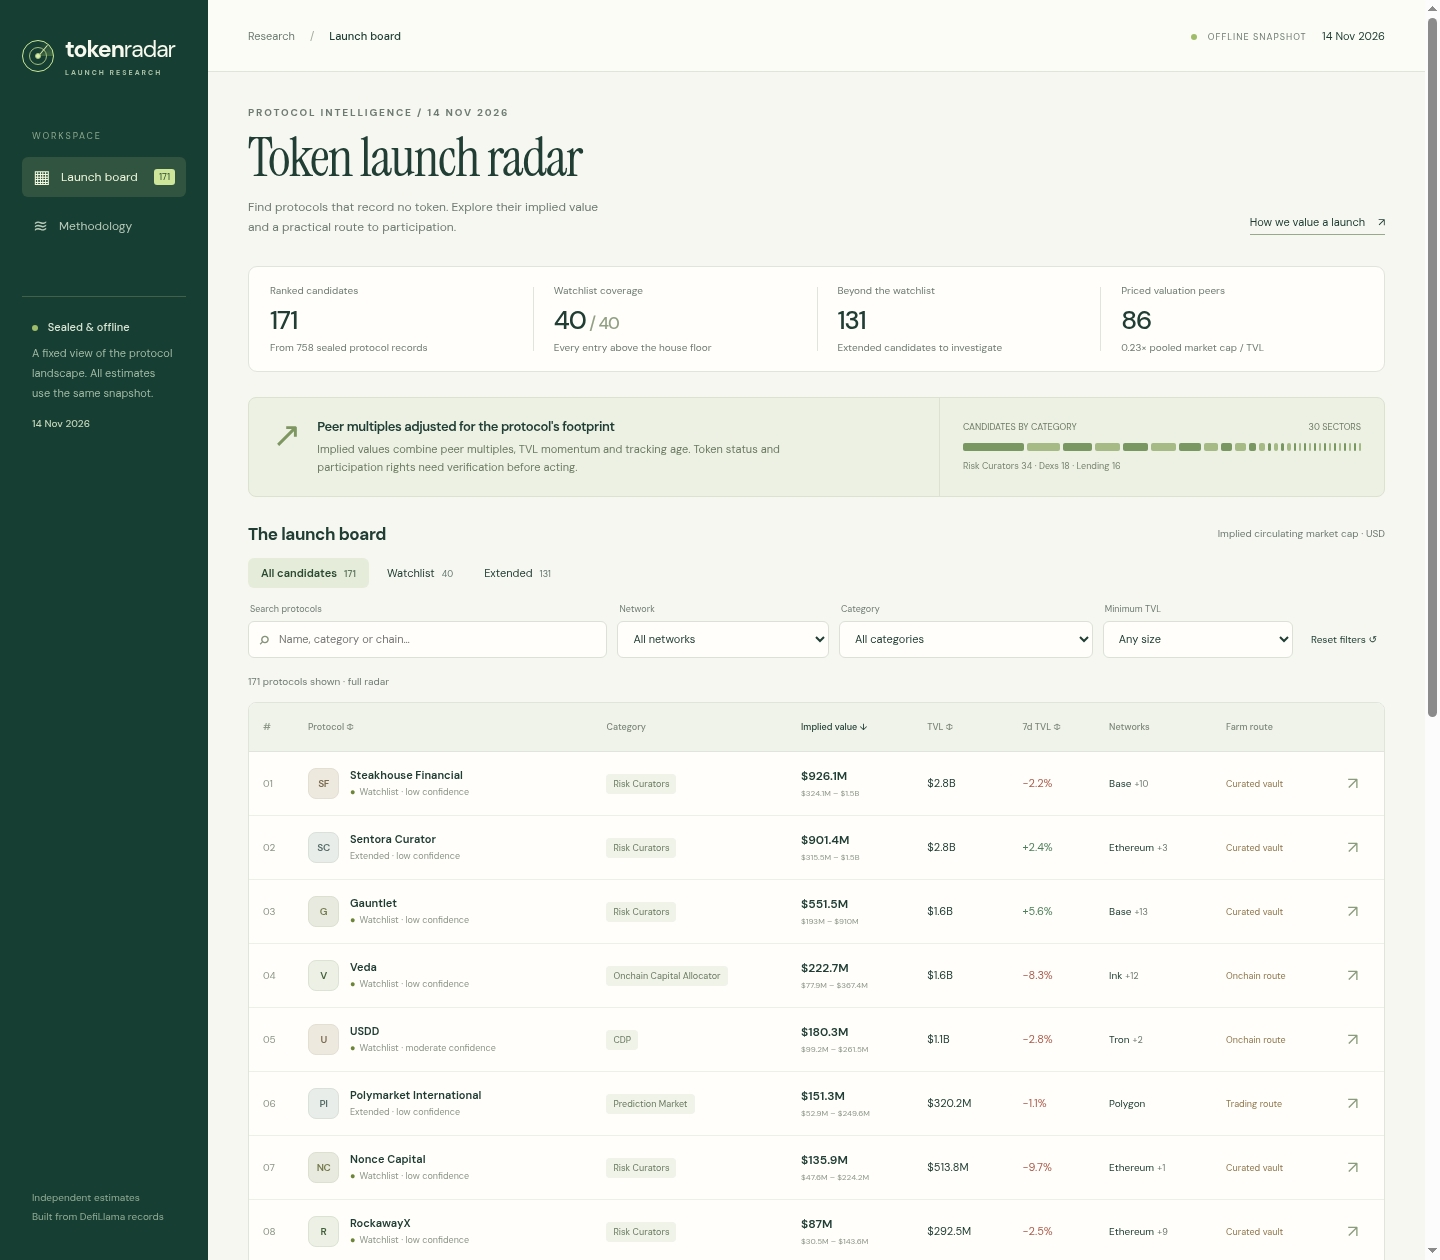 tokenradar
LAUNCH RESEARCH
WORKSPACE
Launch board 171
Methodology
Sealed & offline
A fixed view of the protocol
landscape. All estimates
use the same snapshot.
14 Nov 2026
Independent estimates
Built from DefiLlama records
Research / Launch board
OFFLINE SNAPSHOT 14 Nov 2026
PROTOCOL INTELLIGENCE / 14 NOV 2026
Token launch radar
Find protocols that record no token. Explore their implied value
and a practical route to participation.
How we value a launch ↗
Ranked candidates
171
From 758 sealed protocol records
Watchlist coverage
40 / 40
Every entry above the house floor
Beyond the watchlist
131
Extended candidates to investigate
Priced valuation peers
86
0.23× pooled market cap / TVL
Peer multiples adjusted for the protocol's footprint
Implied values combine peer multiples, TVL momentum and tracking age. Token status and
participation rights need verification before acting.
CANDIDATES BY CATEGORY 30 SECTORS
Risk Curators 34 · Dexs 18 · Lending 16
The launch board
Implied circulating market cap · USD
All candidates 171 Watchlist 40 Extended 131
Search protocols Network Category Minimum TVL
Name, category or chain... All networks All categories Any size Reset filters ↺
171 protocols shown · full radar
# Protocol Category Implied value ↓ TVL 7d TVL Networks Farm route
01 SF Steakhouse Financial Risk Curators $926.1M $2.8B −2.2% Base +10 Curated vault ↗
Watchlist · low confidence $324.1M – $1.5B
02 SC Sentora Curator Risk Curators $901.4M $2.8B +2.4% Ethereum +3 Curated vault ↗
Extended · low confidence $315.5M – $1.5B
03 G Gauntlet Risk Curators $551.5M $1.6B +5.6% Base +13 Curated vault ↗
Watchlist · low confidence $193M – $910M
04 V Veda Onchain Capital Allocator $222.7M $1.6B −8.3% Ink +12 Onchain route ↗
Watchlist · low confidence $77.9M – $367.4M
05 U USDD CDP $180.3M $1.1B −2.8% Tron +2 Onchain route ↗
Watchlist · moderate confidence $99.2M – $261.5M
06 PI Polymarket International Prediction Market $151.3M $320.2M −1.1% Polygon Trading route ↗
Extended · low confidence $52.9M – $249.6M
07 NC Nonce Capital Risk Curators $135.9M $513.8M −9.7% Ethereum +1 Curated vault ↗
Watchlist · low confidence $47.6M – $224.2M
08 R RockawayX Risk Curators $87M $292.5M −2.5% Ethereum +9 Curated vault ↗
Watchlist · low confidence $30.5M – $143.6M